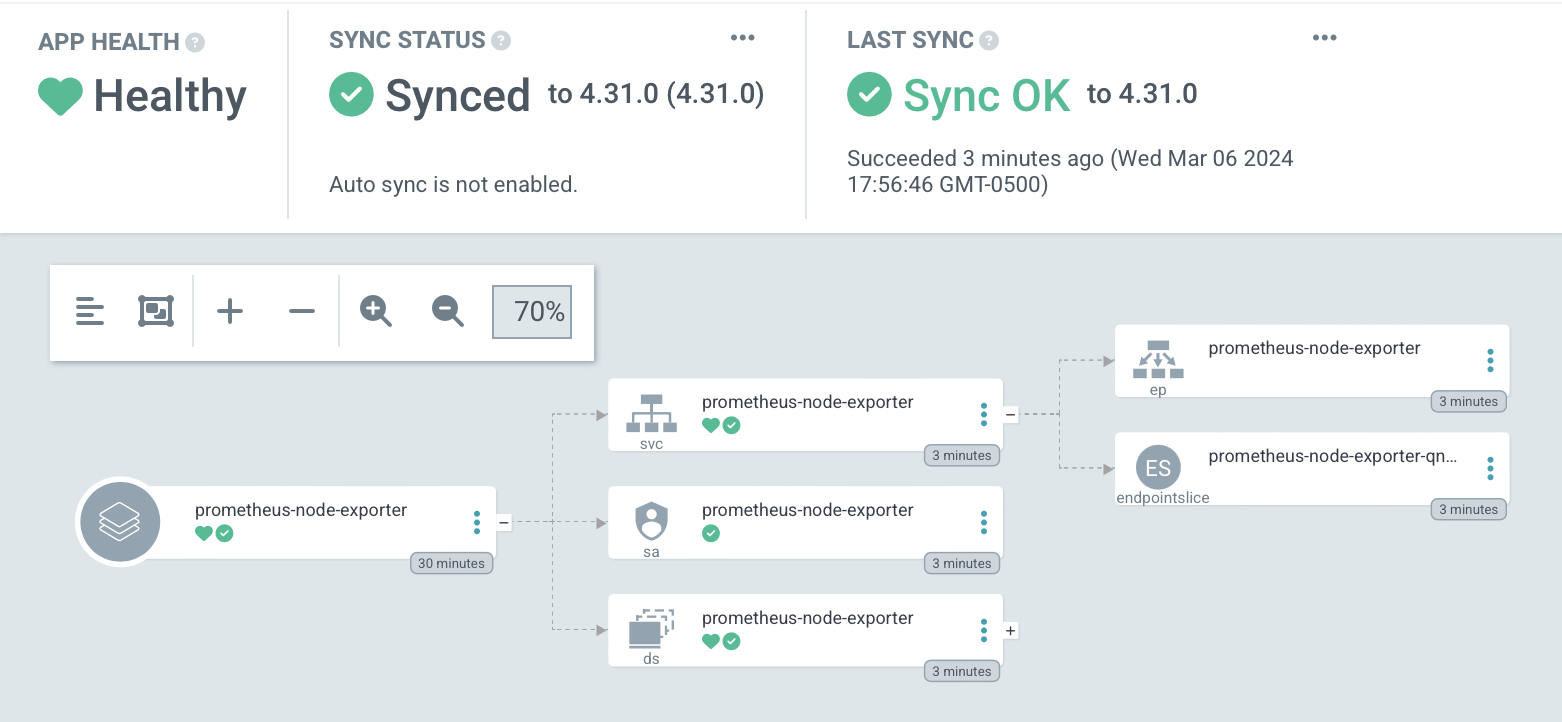 APP HEALTH ?
Healthy
SYNC STATUS ?
Synced to 4.31.0 (4.31.0)
Auto sync is not enabled.
LAST SYNC ?
Sync OK to 4.31.0
Succeeded 3 minutes ago (Wed Mar 06 2024
17:56:46 GMT-0500)
70%
prometheus-node-exporter
30 minutes
svc
prometheus-node-exporter
3 minutes
sa
prometheus-node-exporter
3 minutes
ds
prometheus-node-exporter
3 minutes
ep
prometheus-node-exporter
3 minutes
ES
endpointslice
prometheus-node-exporter-qn...
3 minutes